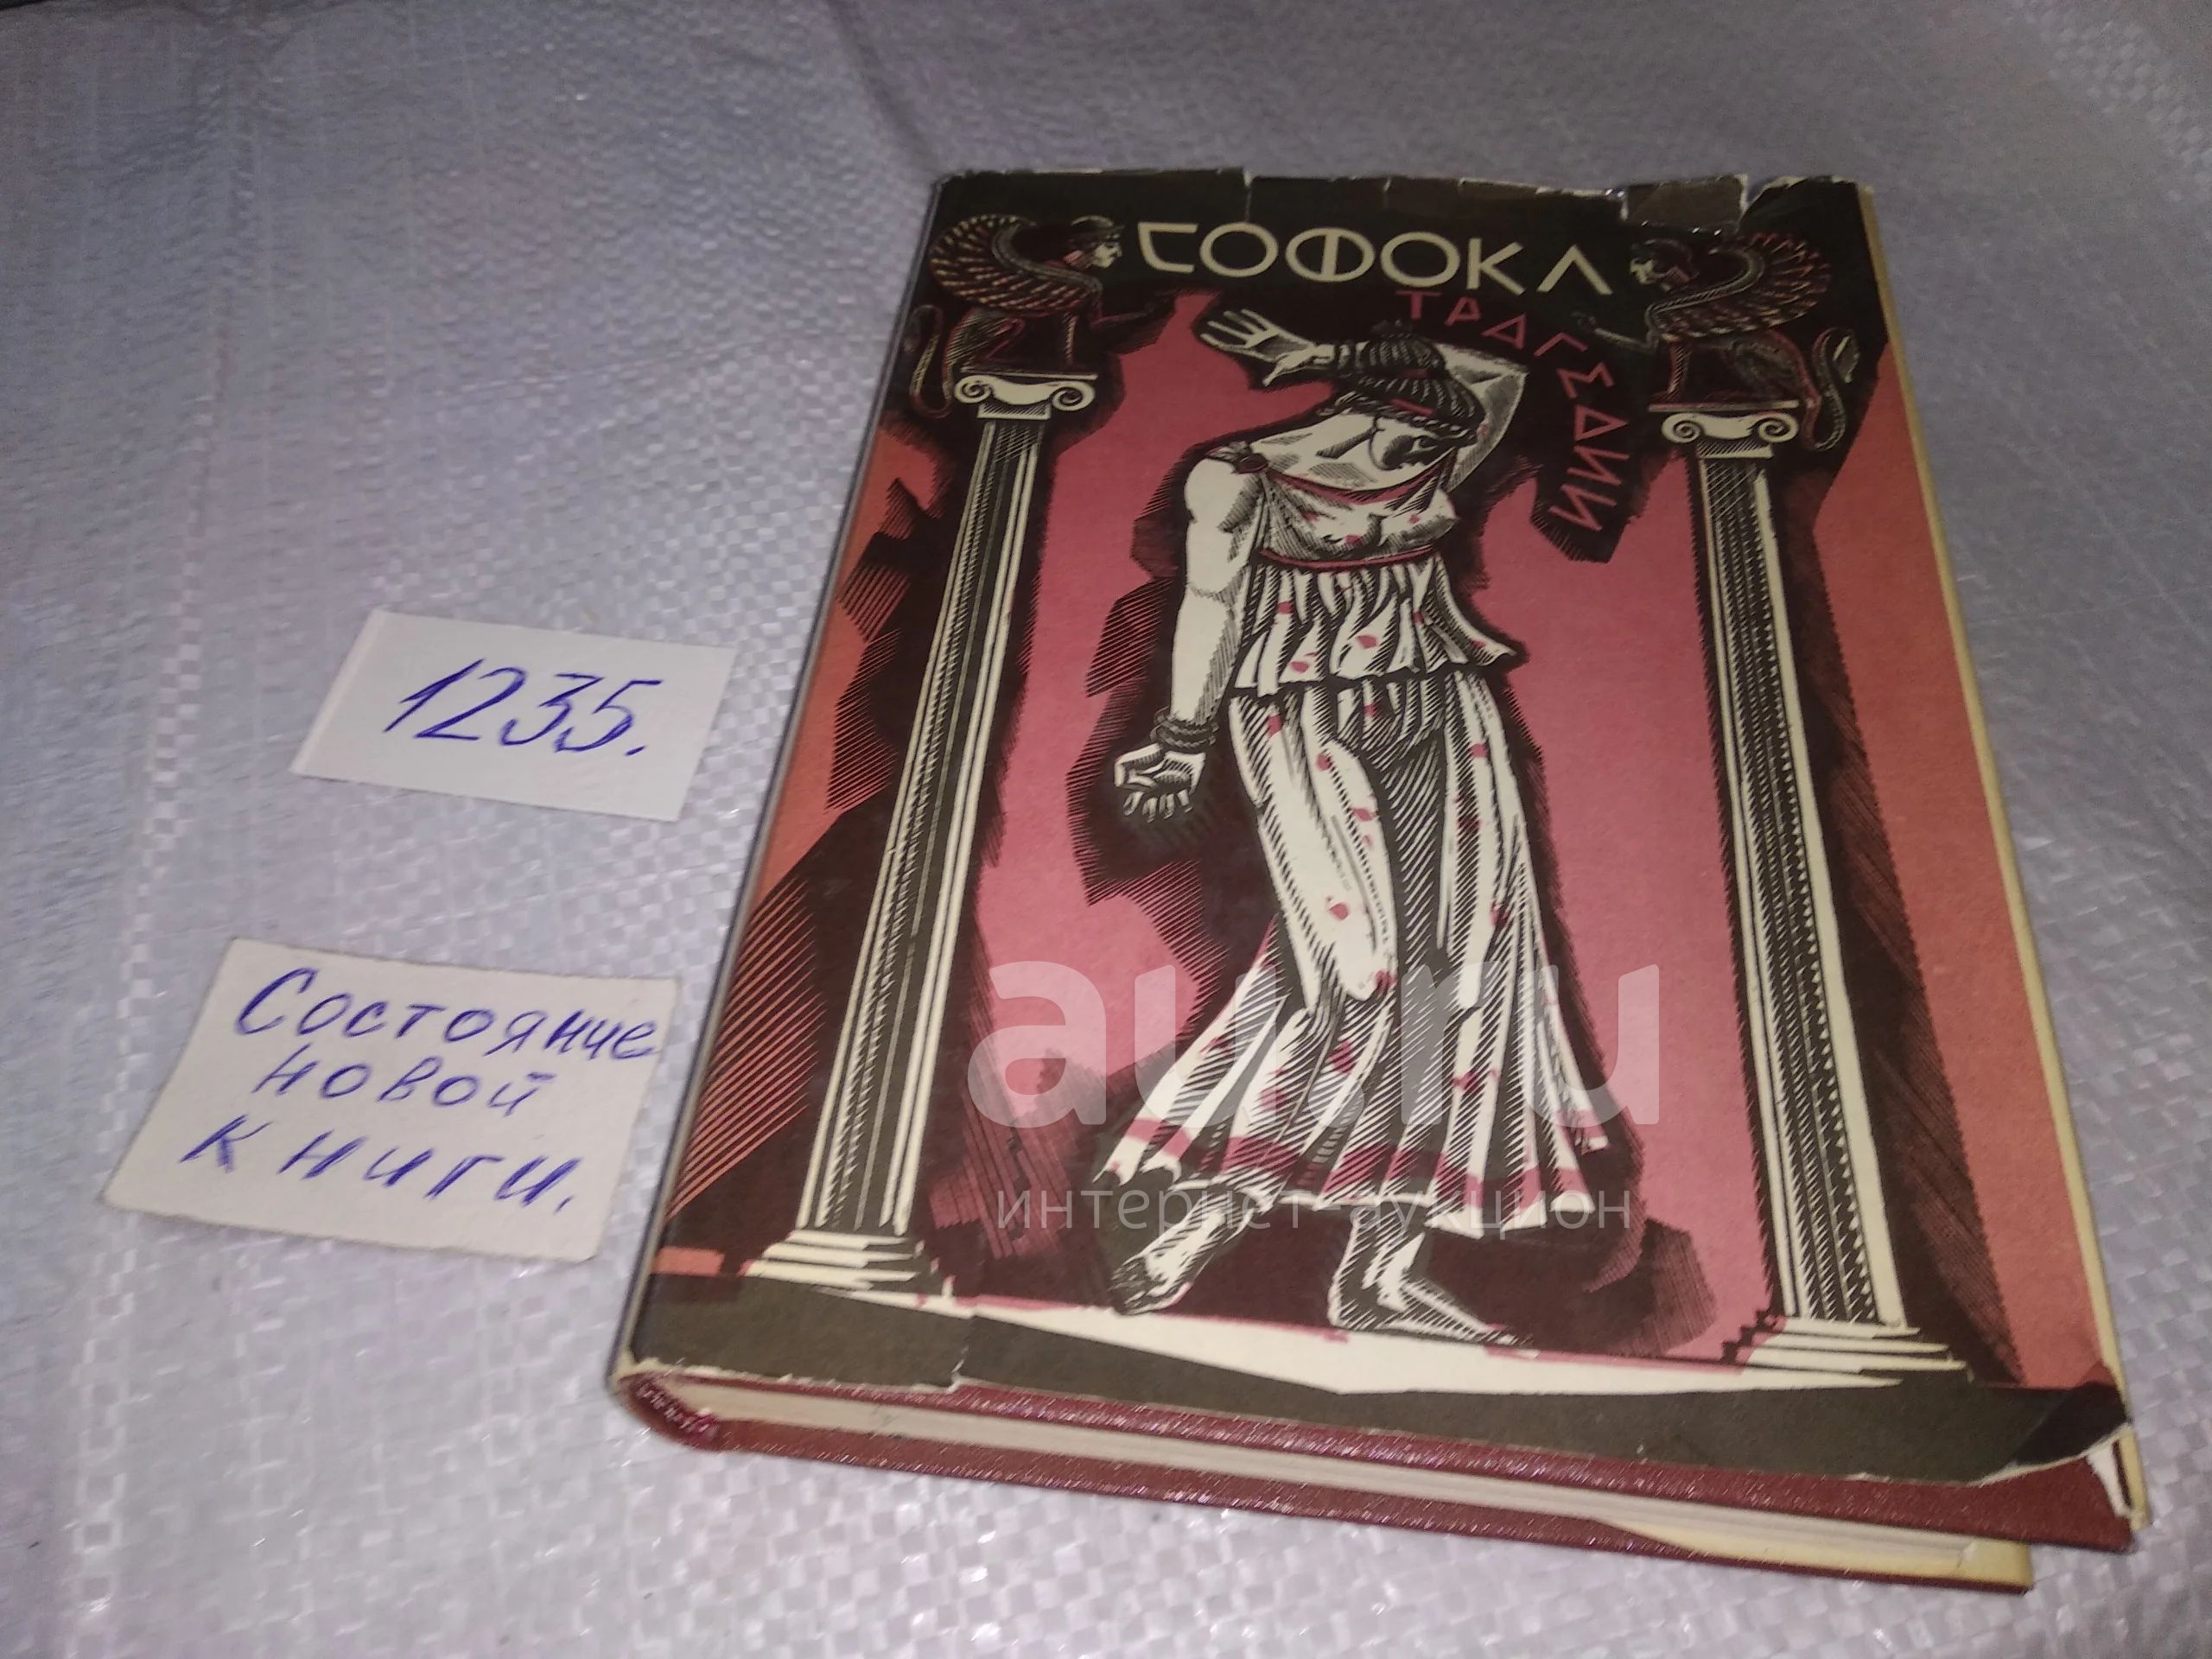 СОФОКЛ
ТРАГЕДИИ
1235.
Состояние
новой
книги.
au.ru
интернет-аукцион